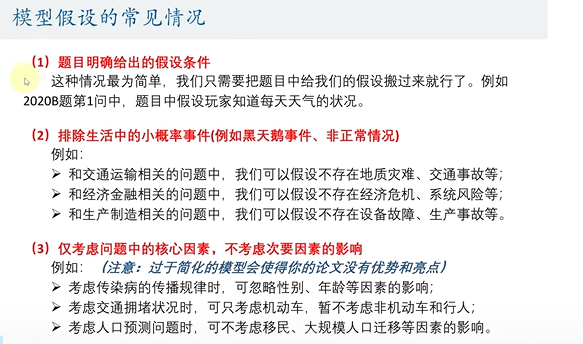 模型假设的常见情况
（1）题目明确给出的假设条件
这种情况最为简单，我们只需要把题目中给我们的假设搬过来就行了。例如
2020B题第1问中，题目中假设玩家知道每天天气的状况。
（2）排除生活中的小概率事件(例如黑天鹅事件、非正常情况)
例如：
➢ 和交通运输相关的问题中，我们可以假设不存在地质灾难、交通事故等；
➢ 和经济金融相关的问题中，我们可以假设不存在经济危机、系统风险等；
➢ 和生产制造相关的问题中，我们可以假设不存在设备故障、生产事故等。
（3）仅考虑问题中的核心因素，不考虑次要因素的影响
例如：（注意：过于简化的模型会使得你的论文没有优势和亮点）
➢ 考虑传染病的传播规律时，可忽略性别、年龄等因素的影响；
➢ 考虑交通拥堵状况时，可只考虑机动车，暂不考虑非机动车和行人；
➢ 考虑人口预测问题时，可不考虑移民、大规模人口迁移等因素的影响。